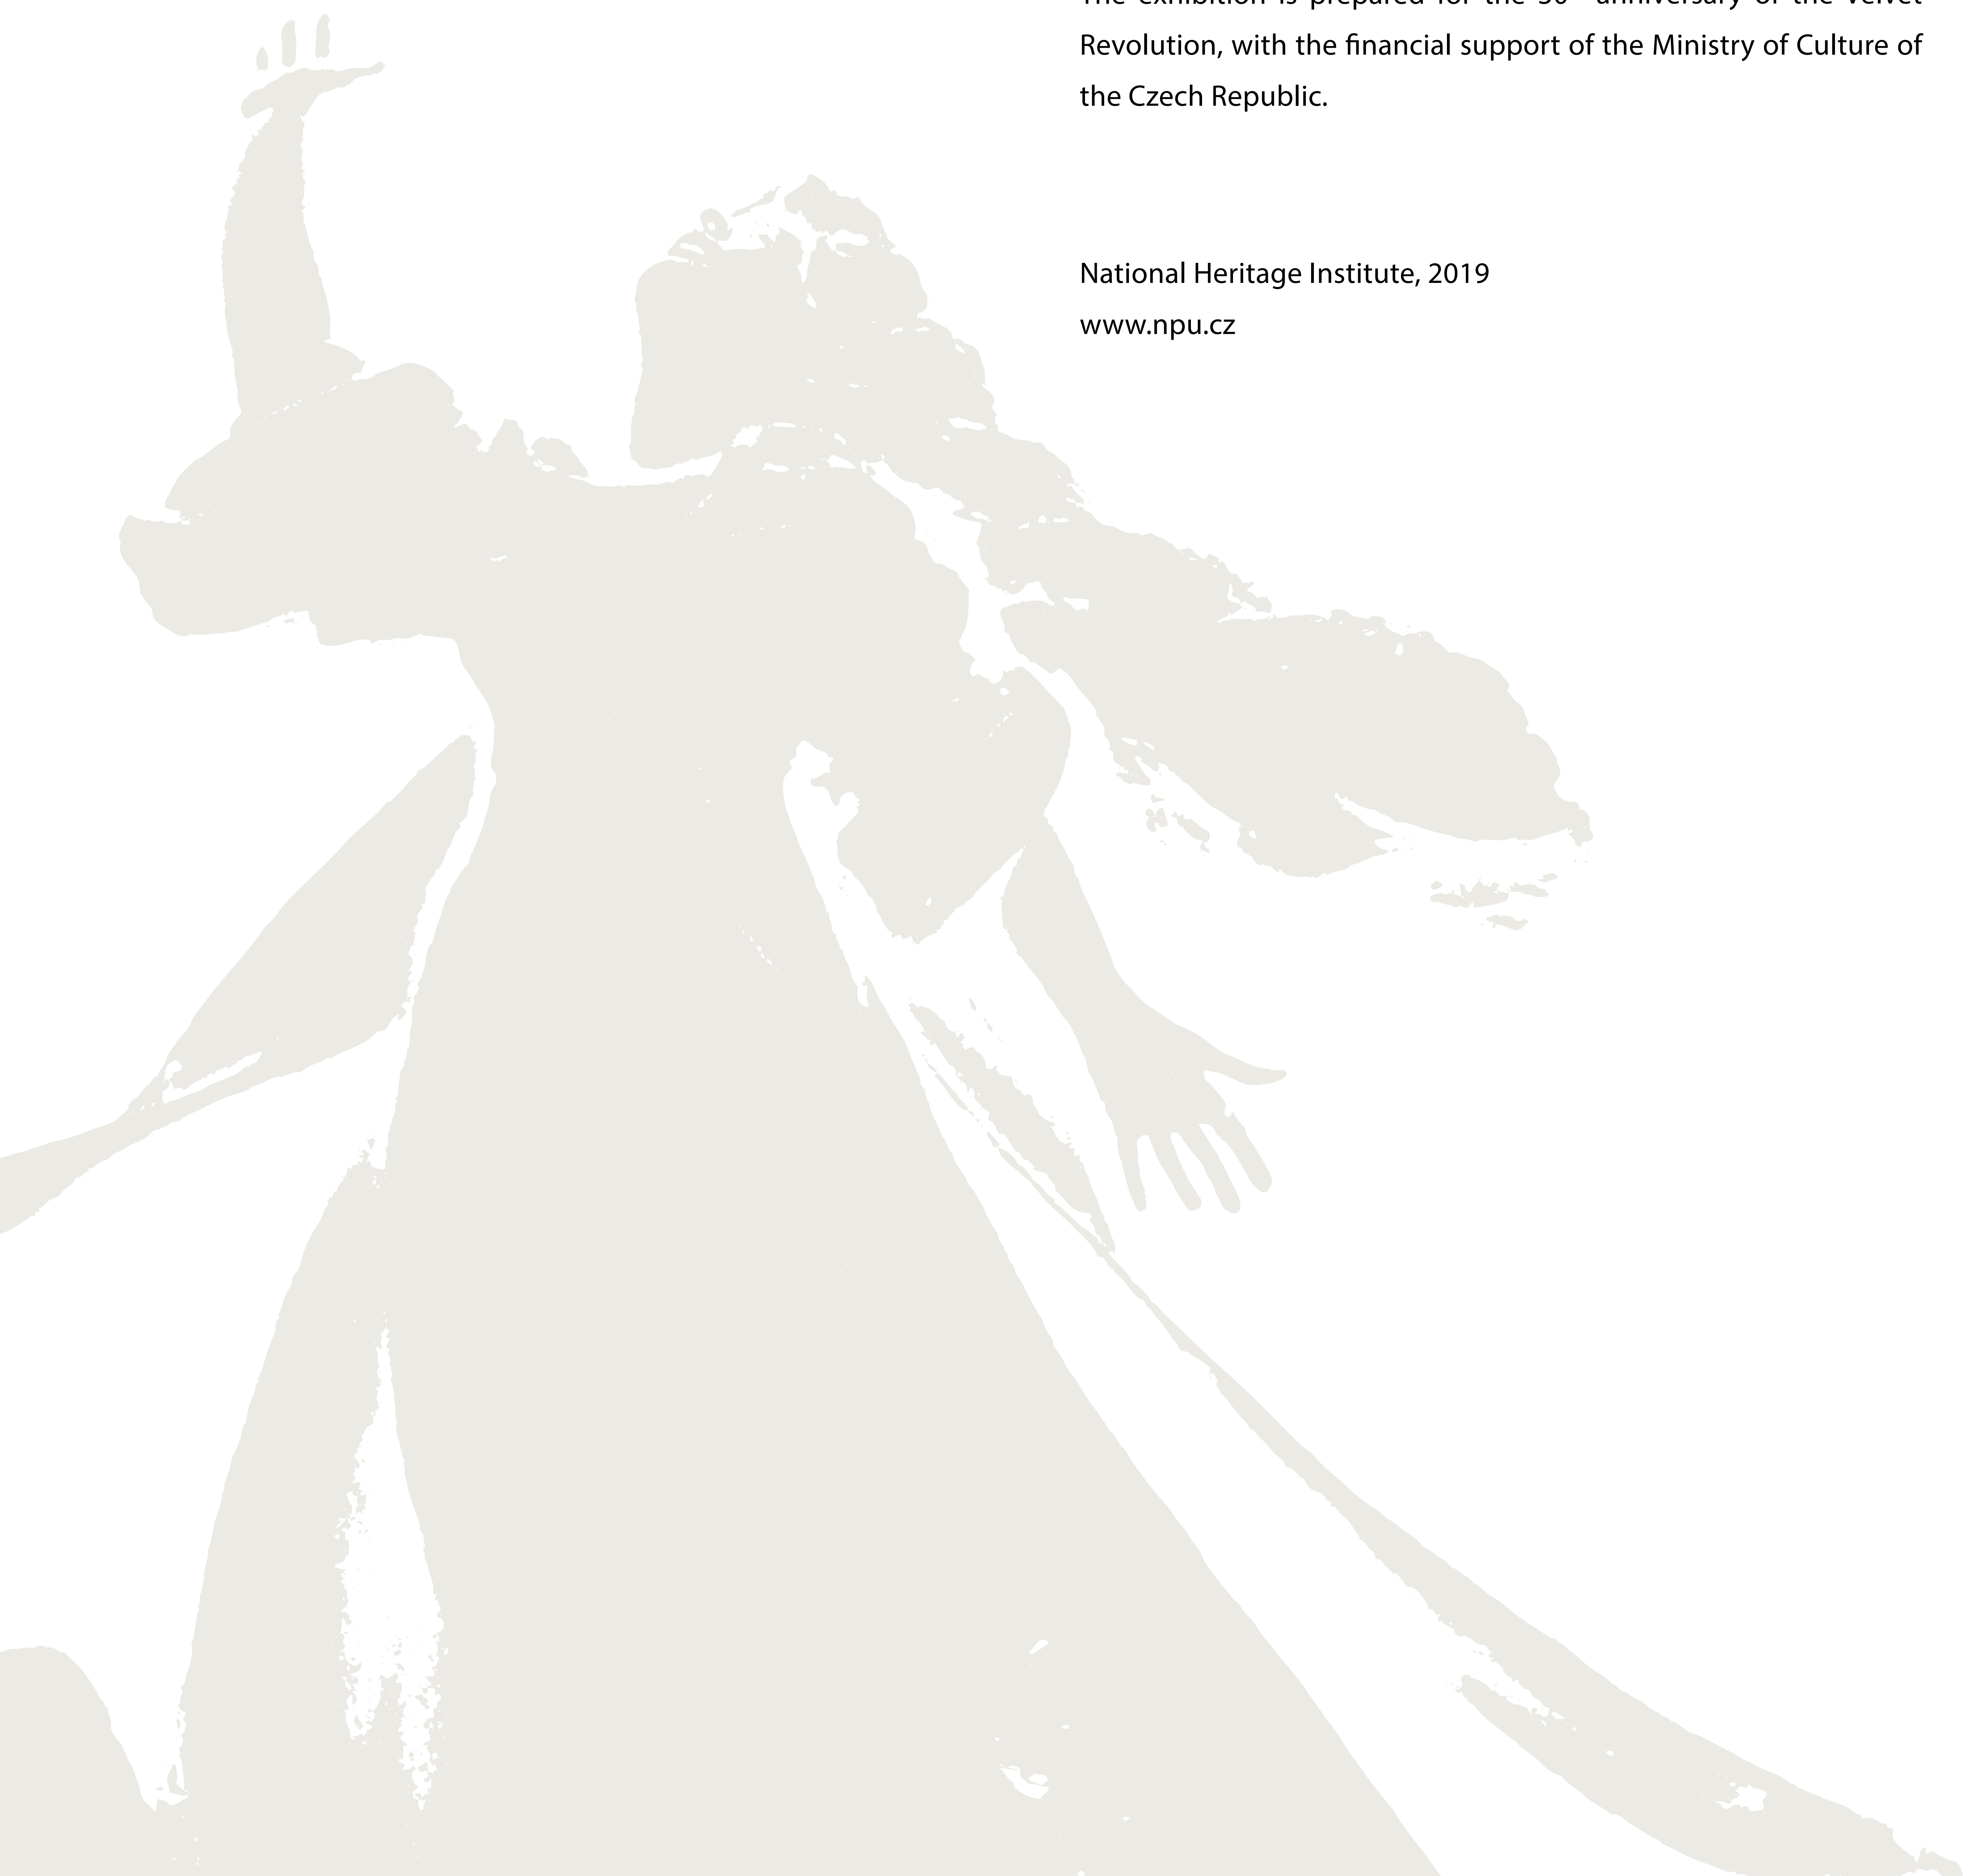 The exhibition is prepared for the 30 anniversary of the Velvet
Revolution, with the financial support of the Ministry of Culture of
the Czech Republic.
National Heritage Institute, 2019
www.npu.cz